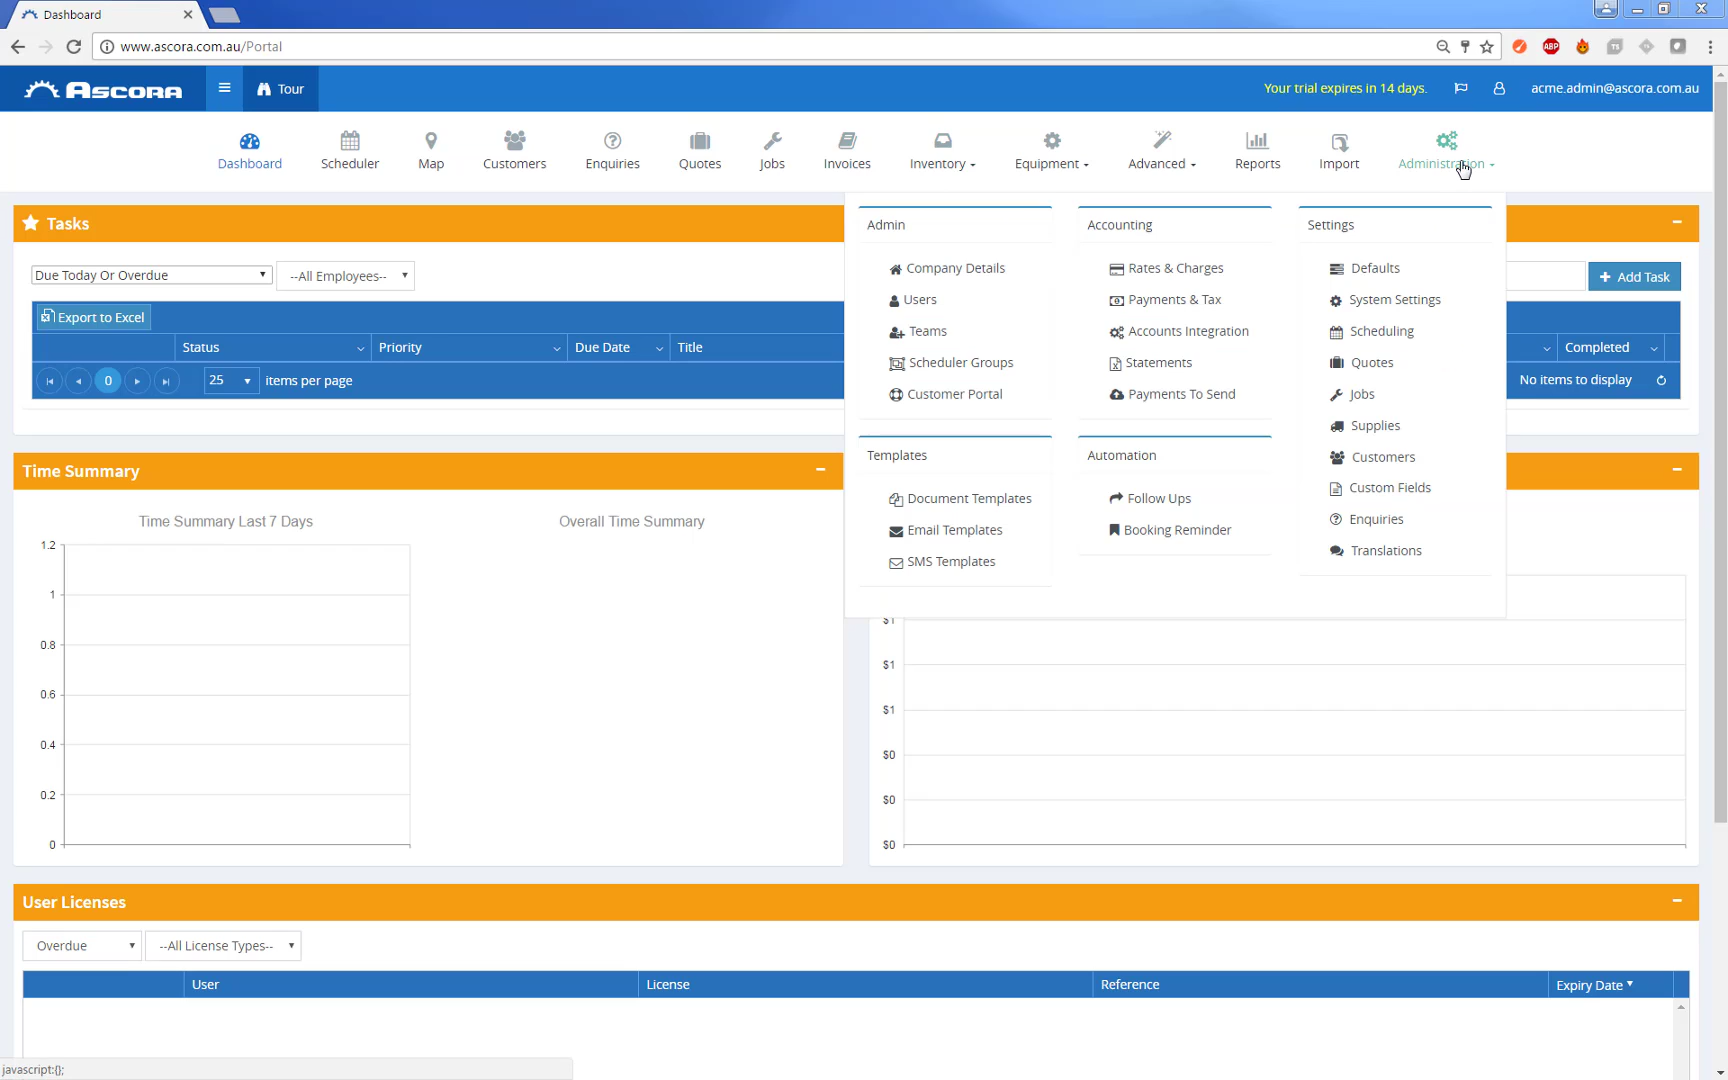 Dashboard
www.ascora.com.au/Portal
ABP
ASCORA
Tour
Your trial expires in 14 days.
acme.admin@ascora.com.au
Dashboard
Scheduler
Map
Customers
Enquiries
Quotes
Jobs
Invoices
Inventory
Equipment
Advanced
Reports
Import
Administration
Tasks
Due Today Or Overdue
--All Employees--
Add Task
Export to Excel
Status
Priority
Due Date
Title
Completed
0
25
items per page
No items to display
Admin
Company Details
Users
Teams
Scheduler Groups
Customer Portal
Templates
Document Templates
Email Templates
SMS Templates
Accounting
Rates & Charges
Payments & Tax
Accounts Integration
Statements
Payments To Send
Automation
Follow Ups
Booking Reminder
Settings
Defaults
System Settings
Scheduling
Quotes
Jobs
Supplies
Customers
Custom Fields
Enquiries
Translations
Time Summary
Time Summary Last 7 Days
Overall Time Summary
1.2
1
0.8
0.6
0.4
0.2
0
$1
$1
$1
$0
$0
$0
User Licenses
Overdue
--All License Types--
User
License
Reference
Expiry Date
javascript:{};